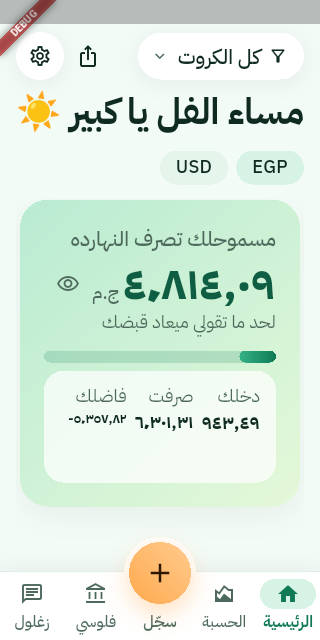 DEBUG
كل الكروت
مساء الفل يا كبير ☀️
EGP
USD
مسموحلك تصرف النهارده
٤,٨١٤,٠٩ ج.م
لحد ما تقولي ميعاد قبضك
دخلك صرفت فاضلك
٩٤٣,٤٩ ٦,٣٠١,٣١ -٥,٣٥٧,٨٢
الرئيسية
الحسبة
سجّل
فلوسي
زغلول